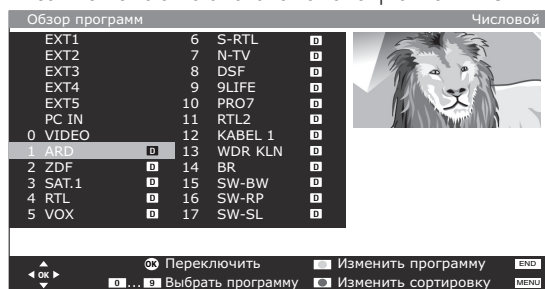 Обзор программ Числовой
EXT1 6 S-RTL D
EXT2 7 N-TV D
EXT3 8 DSF D
EXT4 9 9LIFE D
EXT5 10 PRO7 D
PC IN 11 RTL2 D
0 VIDEO 12 KABEL 1 D
1 ARD D 13 WDR KLN D
2 ZDF D 14 BR D
3 SAT.1 D 15 SW-BW D
4 RTL D 16 SW-RP D
5 VOX D 17 SW-SL D
OK OK Переключить Изменить программу END
0 ... 9 Выбрать программу Изменить сортировку MENU